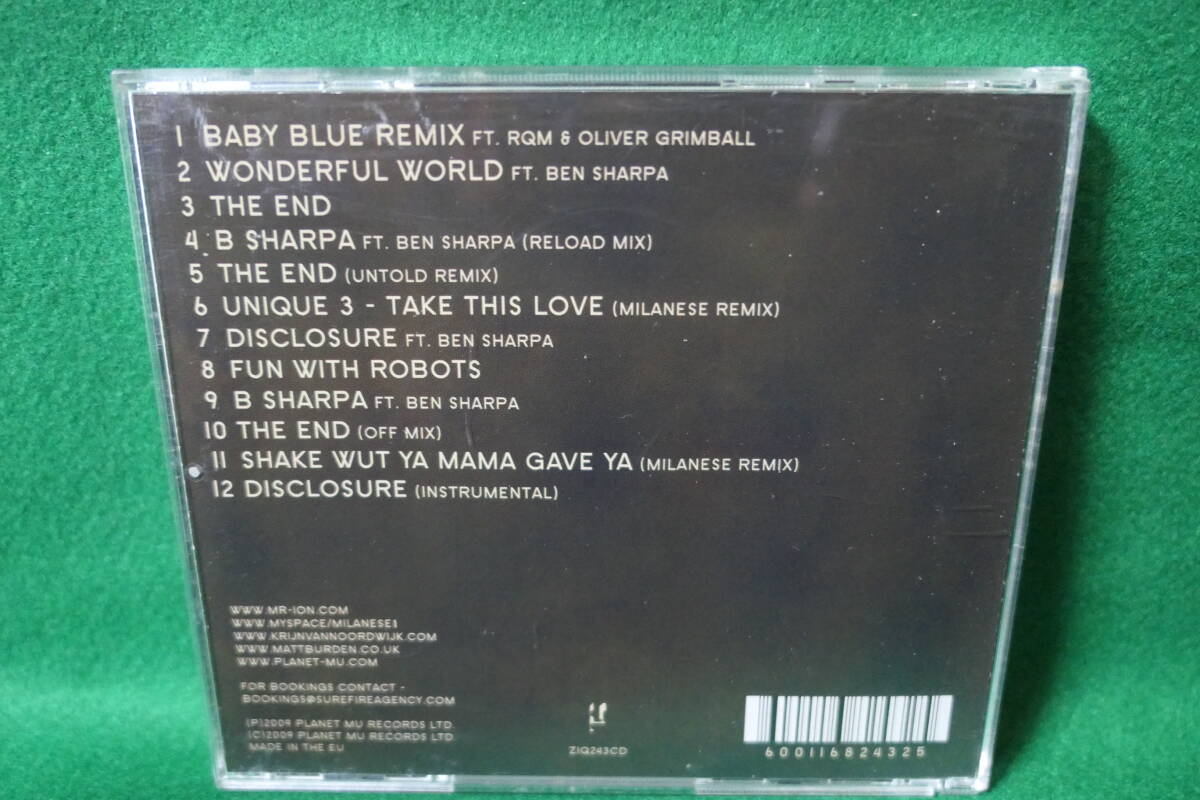 1 BABY BLUE REMIX FT. RQM & OLIVER GRIMBALL
2 WONDERFUL WORLD FT. BEN SHARPA
3 THE END
4 B SHARPA FT. BEN SHARPA (RELOAD MIX)
5 THE END (UNTOLD REMIX)
6 UNIQUE 3 - TAKE THIS LOVE (MILANESE REMIX)
7 DISCLOSURE FT. BEN SHARPA
8 FUN WITH ROBOTS
9 B SHARPA FT. BEN SHARPA
10 THE END (OFF MIX)
11 SHAKE WUT YA MAMA GAVE YA (MILANESE REMIX)
12 DISCLOSURE (INSTRUMENTAL)
WWW.MR-ION.COM
WWW.MYSPACE/MILANESE1
WWW.KRIJNVANNOORDWIJK.COM
WWW.MATTBURDEN.CO.UK
WWW.PLANET-MU.COM
FOR BOOKINGS CONTACT -
BOOKINGS@SUREFIREAGENCY.COM
(P)2009 PLANET MU RECORDS LTD
(C)2009 PLANET MU RECORDS LTD
MADE IN THE EU
ZIQ243CD
600116824325